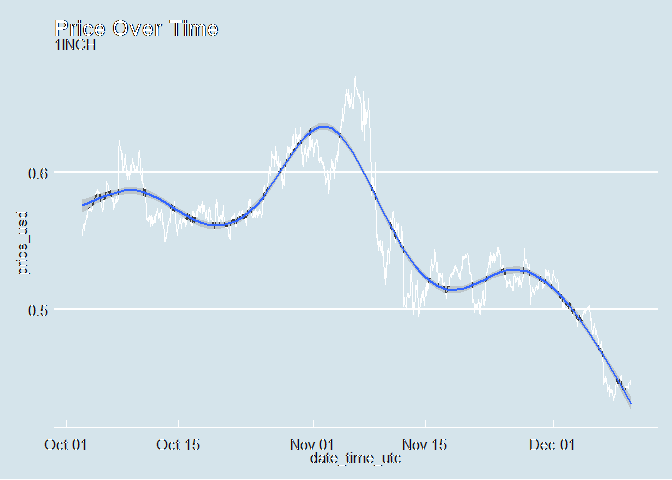 Price Over Time
1INCH
0.6
price_usd
0.5
Oct 01 Oct 15 Nov 01 Nov 15 Dec 01
date_time_utc